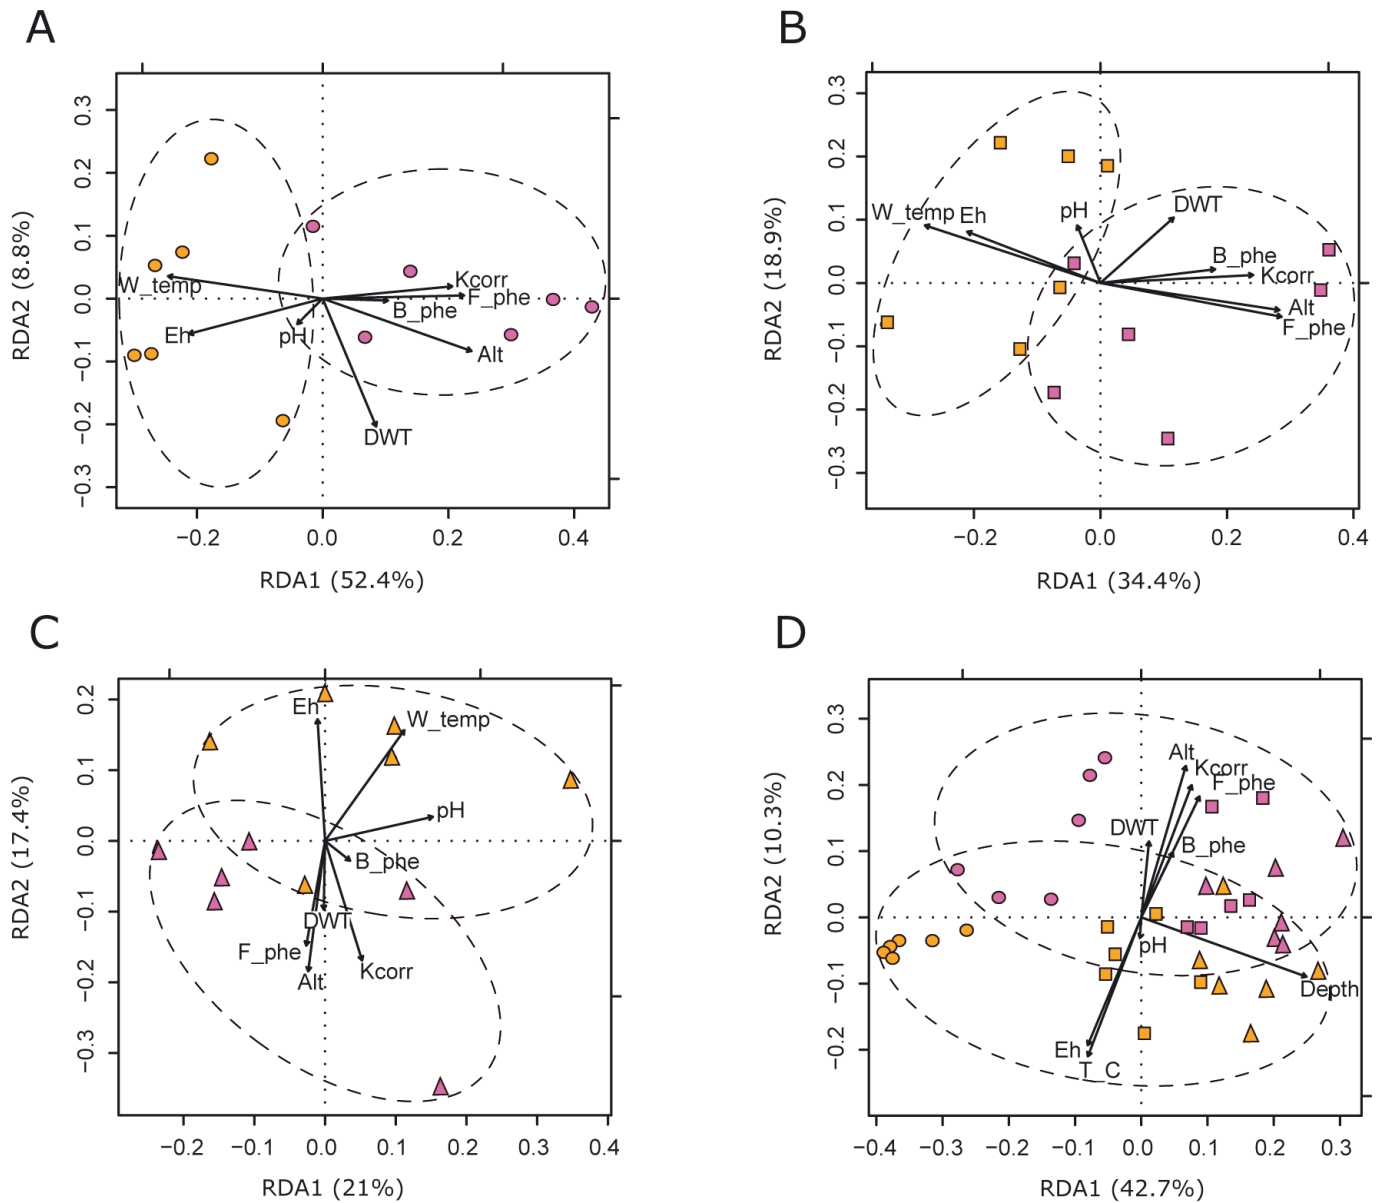 A
0.3
0.2
0.1
0.0
−0.1
−0.2
−0.3
RDA2 (8.8%)
W_temp
Eh
pH
Kcorr
F_phe
B_phe
Alt
DWT
−0.2 0.0 0.2 0.4
RDA1 (52.4%)
B
0.3
0.2
0.1
0.0
−0.1
−0.2
−0.3
RDA2 (18.9%)
W_temp Eh
pH
DWT
B_phe
Kcorr
Alt
F_phe
−0.2 0.0 0.2 0.4
RDA1 (34.4%)
C
0.2
0.1
0.0
−0.1
−0.2
−0.3
RDA2 (17.4%)
Eh
W_temp
pH
B_phe
DWT
F_phe
Kcorr
Alt
−0.2 −0.1 0.0 0.1 0.2 0.3 0.4
RDA1 (21%)
D
0.3
0.2
0.1
0.0
−0.1
−0.2
RDA2 (10.3%)
Alt
Kcorr
F_phe
DWT
B_phe
pH
Depth
Eh
T_C
−0.4 −0.3 −0.2 −0.1 0.0 0.1 0.2 0.3
RDA1 (42.7%)